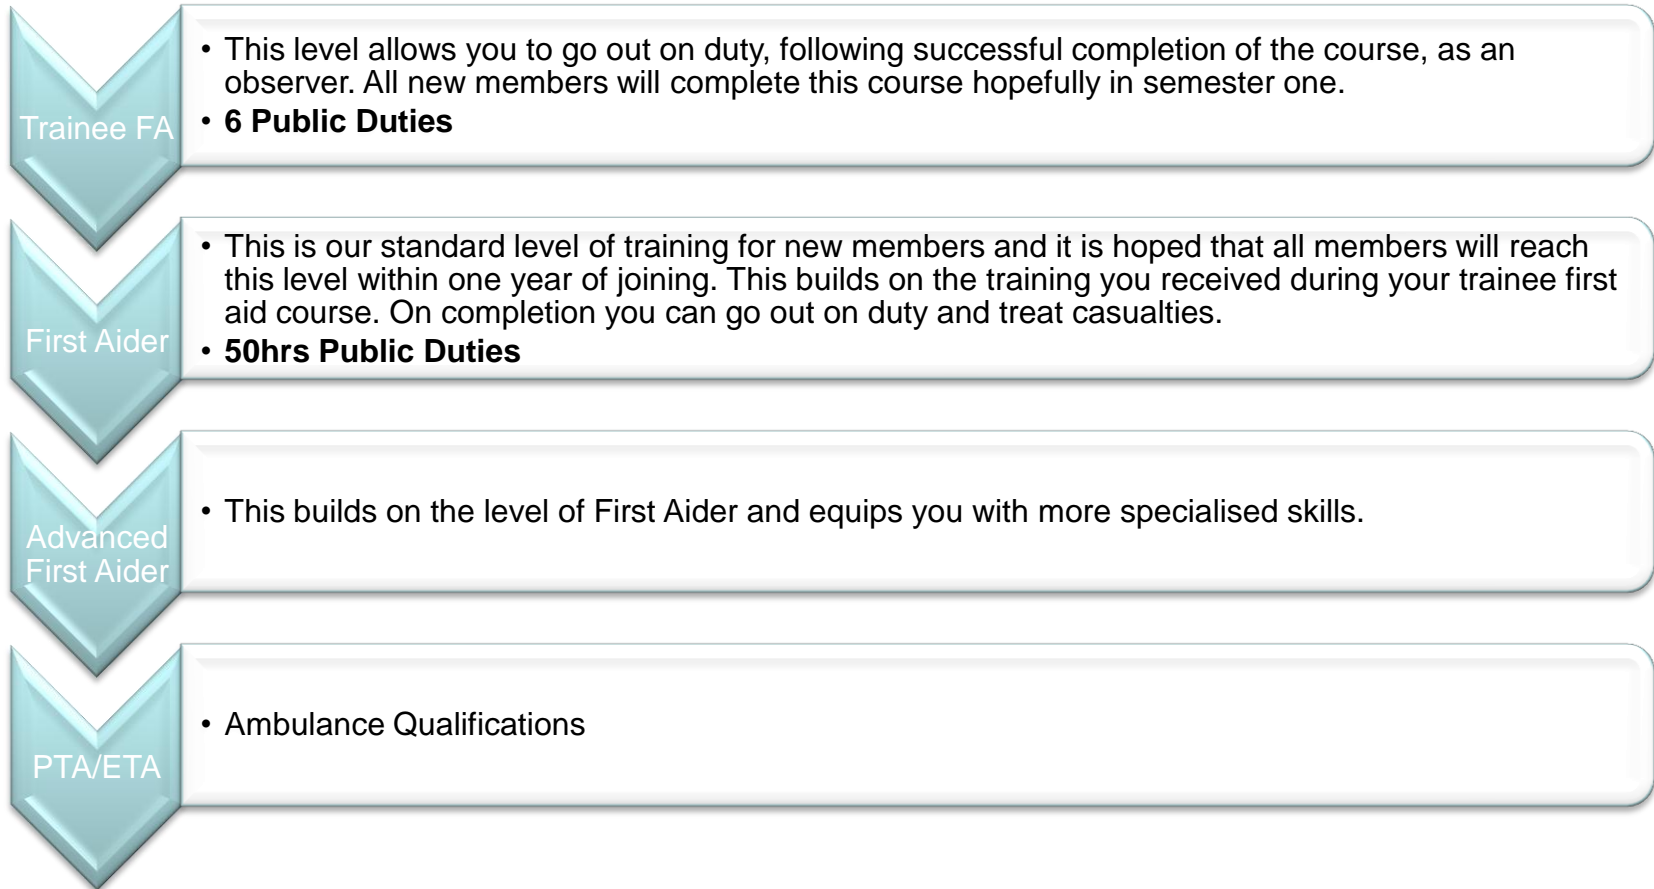 Trainee FA
• This level allows you to go out on duty, following successful completion of the course, as an
observer. All new members will complete this course hopefully in semester one.
• 6 Public Duties
First Aider
• This is our standard level of training for new members and it is hoped that all members will reach
this level within one year of joining. This builds on the training you received during your trainee first
aid course. On completion you can go out on duty and treat casualties.
• 50hrs Public Duties
Advanced
First Aider
• This builds on the level of First Aider and equips you with more specialised skills.
PTA/ETA
• Ambulance Qualifications